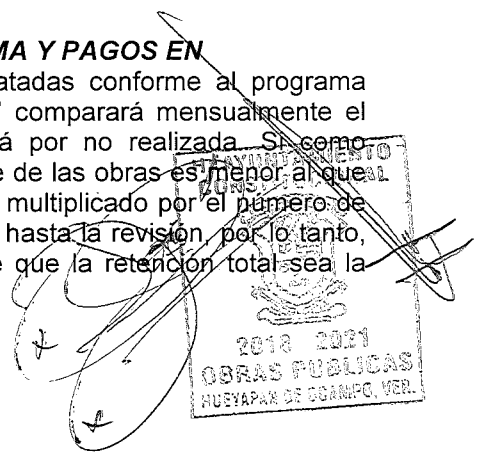 MA Y PAGOS EN
atadas conforme al programa
comparará mensualmente el
á por no realizada. Si como
e de las obras es menor al que
multiplicado por el número de
hasta la revisión, por lo tanto,
e que la retención total sea la
H. AYUNTAMIENTO
CONSTITUCIONAL
2018 2021
OBRAS PUBLICAS
HUEYAPAN DE OCAMPO, VER.